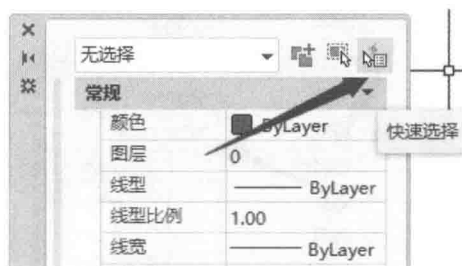 无选择
常规
颜色 ByLayer
快速选择
图层 0
线型 ByLayer
线型比例 1.00
线宽 ByLayer